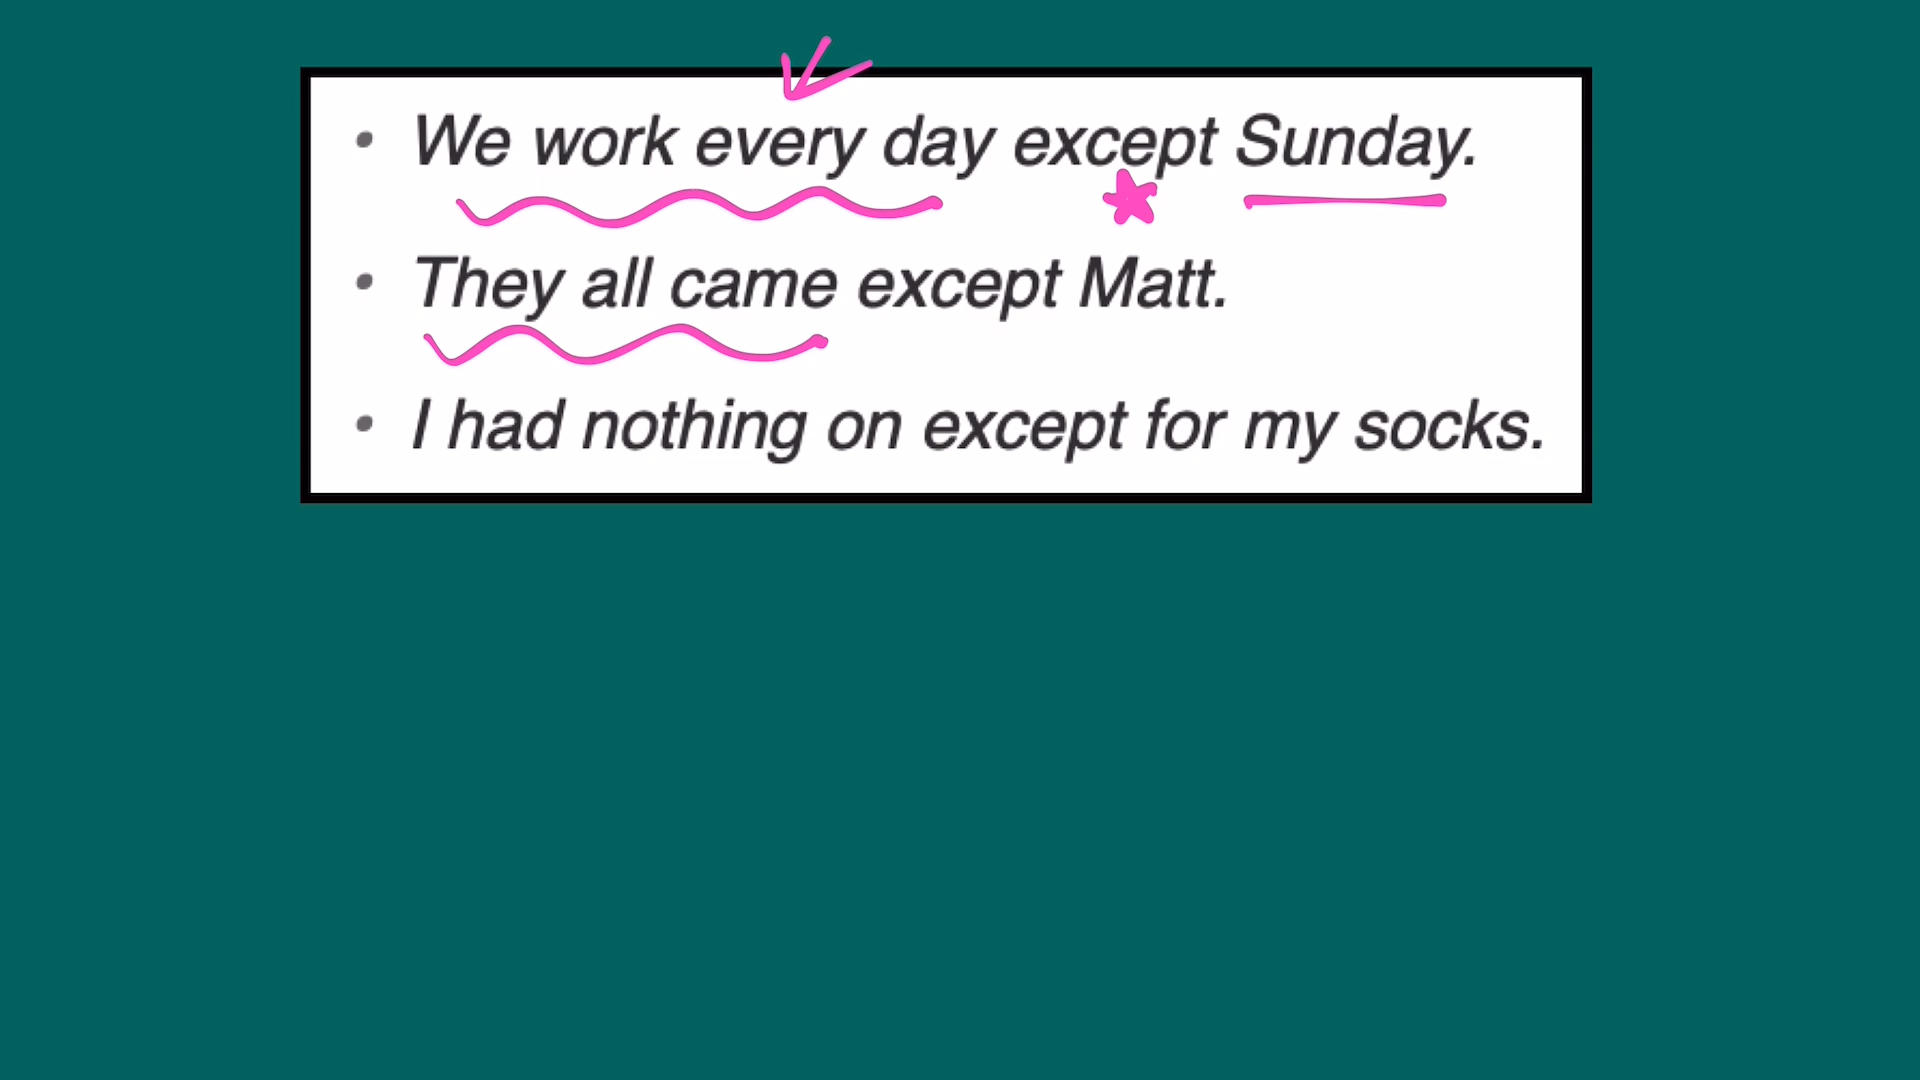 • We work every day except Sunday.
• They all came except Matt.
• I had nothing on except for my socks.